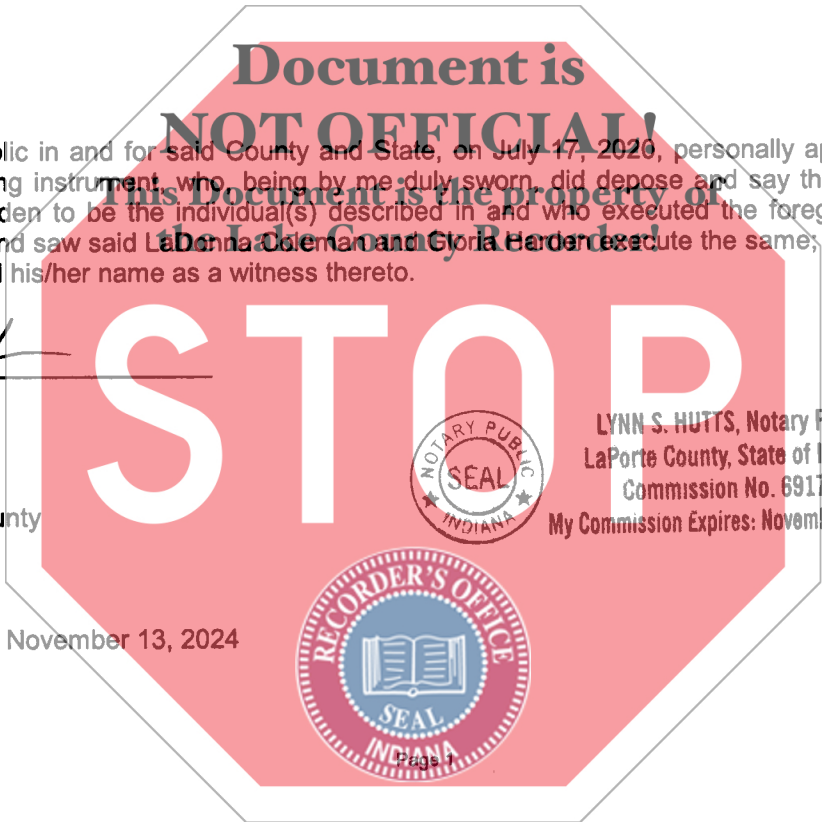 Document is
NOT OFFICIAL!
lic in and for said County and State, on July 17, 2020, personally ap
ng instrument, who, being by me duly sworn, did depose and say th
This Document is the property of
den to be the individual(s) described in and who executed the foreg
nd saw said LaDonna Coleman and Gloria Harden execute the same;
the Lake County Recorder!
his/her name as a witness thereto.
STOP
LYNN S. HUTTS, Notary P
LaPorte County, State of I
Commission No. 6917
My Commission Expires: Novem
NOTARY PUBLIC
SEAL
INDIANA
unty
November 13, 2024
RECORDER'S OFFICE
SEAL
INDIANA
Page 1